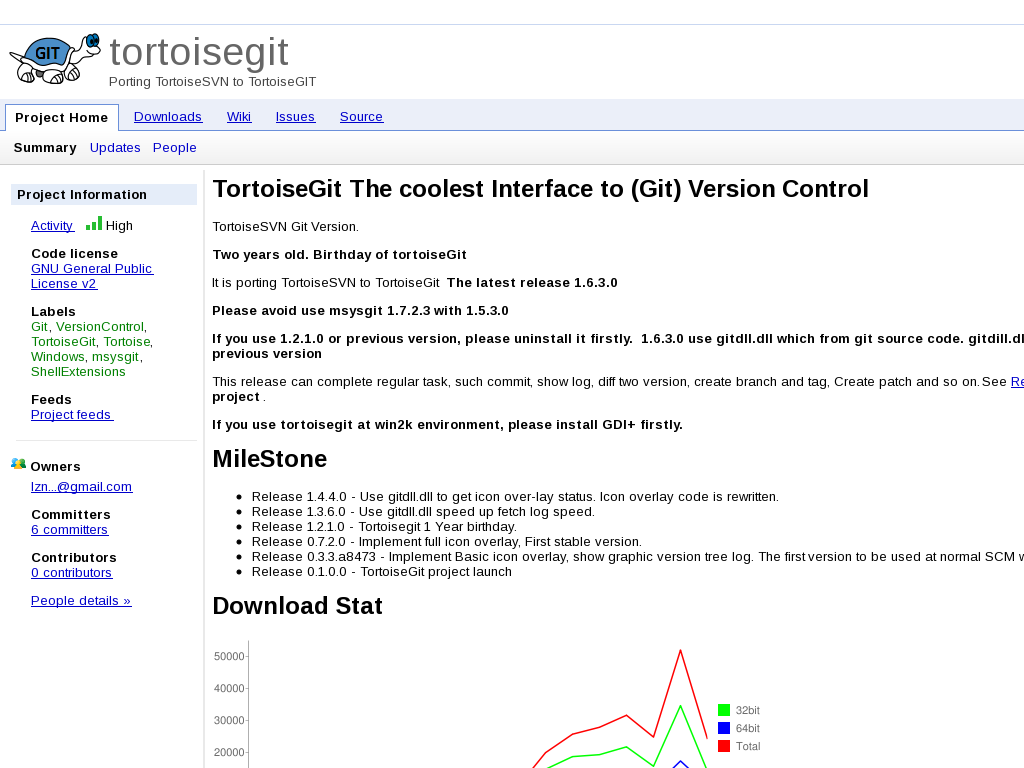 GIT
tortoisegit
Porting TortoiseSVN to TortoiseGIT
Project Home Downloads Wiki Issues Source
Summary Updates People
Project Information
Activity High
Code license
GNU General Public
License v2
Labels
Git, VersionControl,
TortoiseGit, Tortoise,
Windows, msysgit,
ShellExtensions
Feeds
Project feeds
Owners
lzn...@gmail.com
Committers
6 committers
Contributors
0 contributors
People details »
TortoiseGit The coolest Interface to (Git) Version Control
TortoiseSVN Git Version.
Two years old. Birthday of tortoiseGit
It is porting TortoiseSVN to TortoiseGit The latest release 1.6.3.0
Please avoid use msysgit 1.7.2.3 with 1.5.3.0
If you use 1.2.1.0 or previous version, please uninstall it firstly. 1.6.3.0 use gitdll.dll which from git source code. gitdill.dl
previous version
This release can complete regular task, such commit, show log, diff two version, create branch and tag, Create patch and so on. See Re
project .
If you use tortoisegit at win2k environment, please install GDI+ firstly.
MileStone
• Release 1.4.4.0 - Use gitdll.dll to get icon over-lay status. Icon overlay code is rewritten.
• Release 1.3.6.0 - Use gitdll.dll speed up fetch log speed.
• Release 1.2.1.0 - Tortoisegit 1 Year birthday.
• Release 0.7.2.0 - Implement full icon overlay, First stable version.
• Release 0.3.3.a8473 - Implement Basic icon overlay, show graphic version tree log. The first version to be used at normal SCM w
• Release 0.1.0.0 - TortoiseGit project launch
Download Stat
50000
40000
30000
20000
32bit
64bit
Total